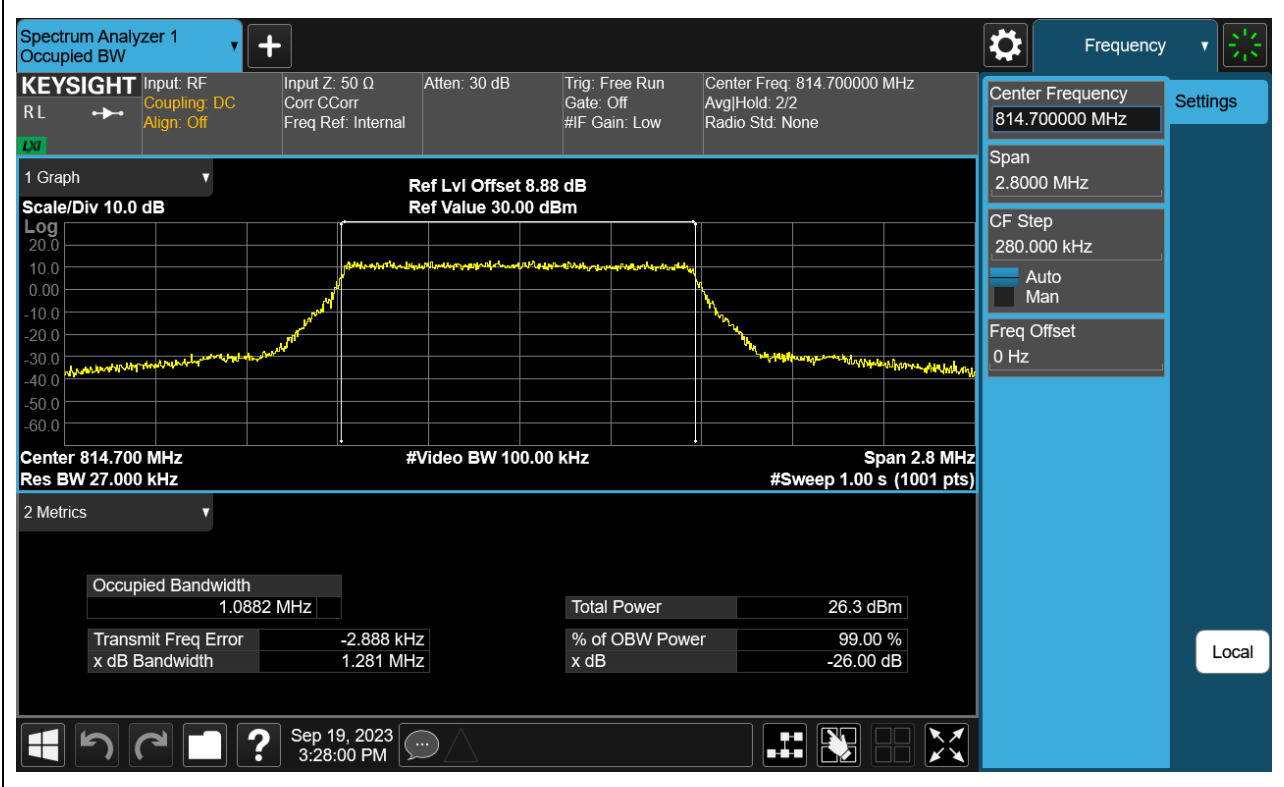 Spectrum Analyzer 1
Occupied BW
Frequency
KEYSIGHT
R L
LXI
Input: RF
Coupling: DC
Align: Off
Input Z: 50 Ω
Corr CCorr
Freq Ref: Internal
Atten: 30 dB
Trig: Free Run
Gate: Off
#IF Gain: Low
Center Freq: 814.700000 MHz
Avg|Hold: 2/2
Radio Std: None
Center Frequency
814.700000 MHz
Settings
Span
2.8000 MHz
CF Step
280.000 kHz
Auto
Man
Freq Offset
0 Hz
1 Graph
Scale/Div 10.0 dB
Ref Lvl Offset 8.88 dB
Ref Value 30.00 dBm
Log
20.0
10.0
0.00
-10.0
-20.0
-30.0
-40.0
-50.0
-60.0
Center 814.700 MHz
#Video BW 100.00 kHz
Span 2.8 MHz
Res BW 27.000 kHz
#Sweep 1.00 s (1001 pts)
2 Metrics
Occupied Bandwidth
1.0882 MHz
Total Power 26.3 dBm
Transmit Freq Error -2.888 kHz
% of OBW Power 99.00 %
x dB Bandwidth 1.281 MHz
x dB -26.00 dB
Local
Sep 19, 2023
3:28:00 PM